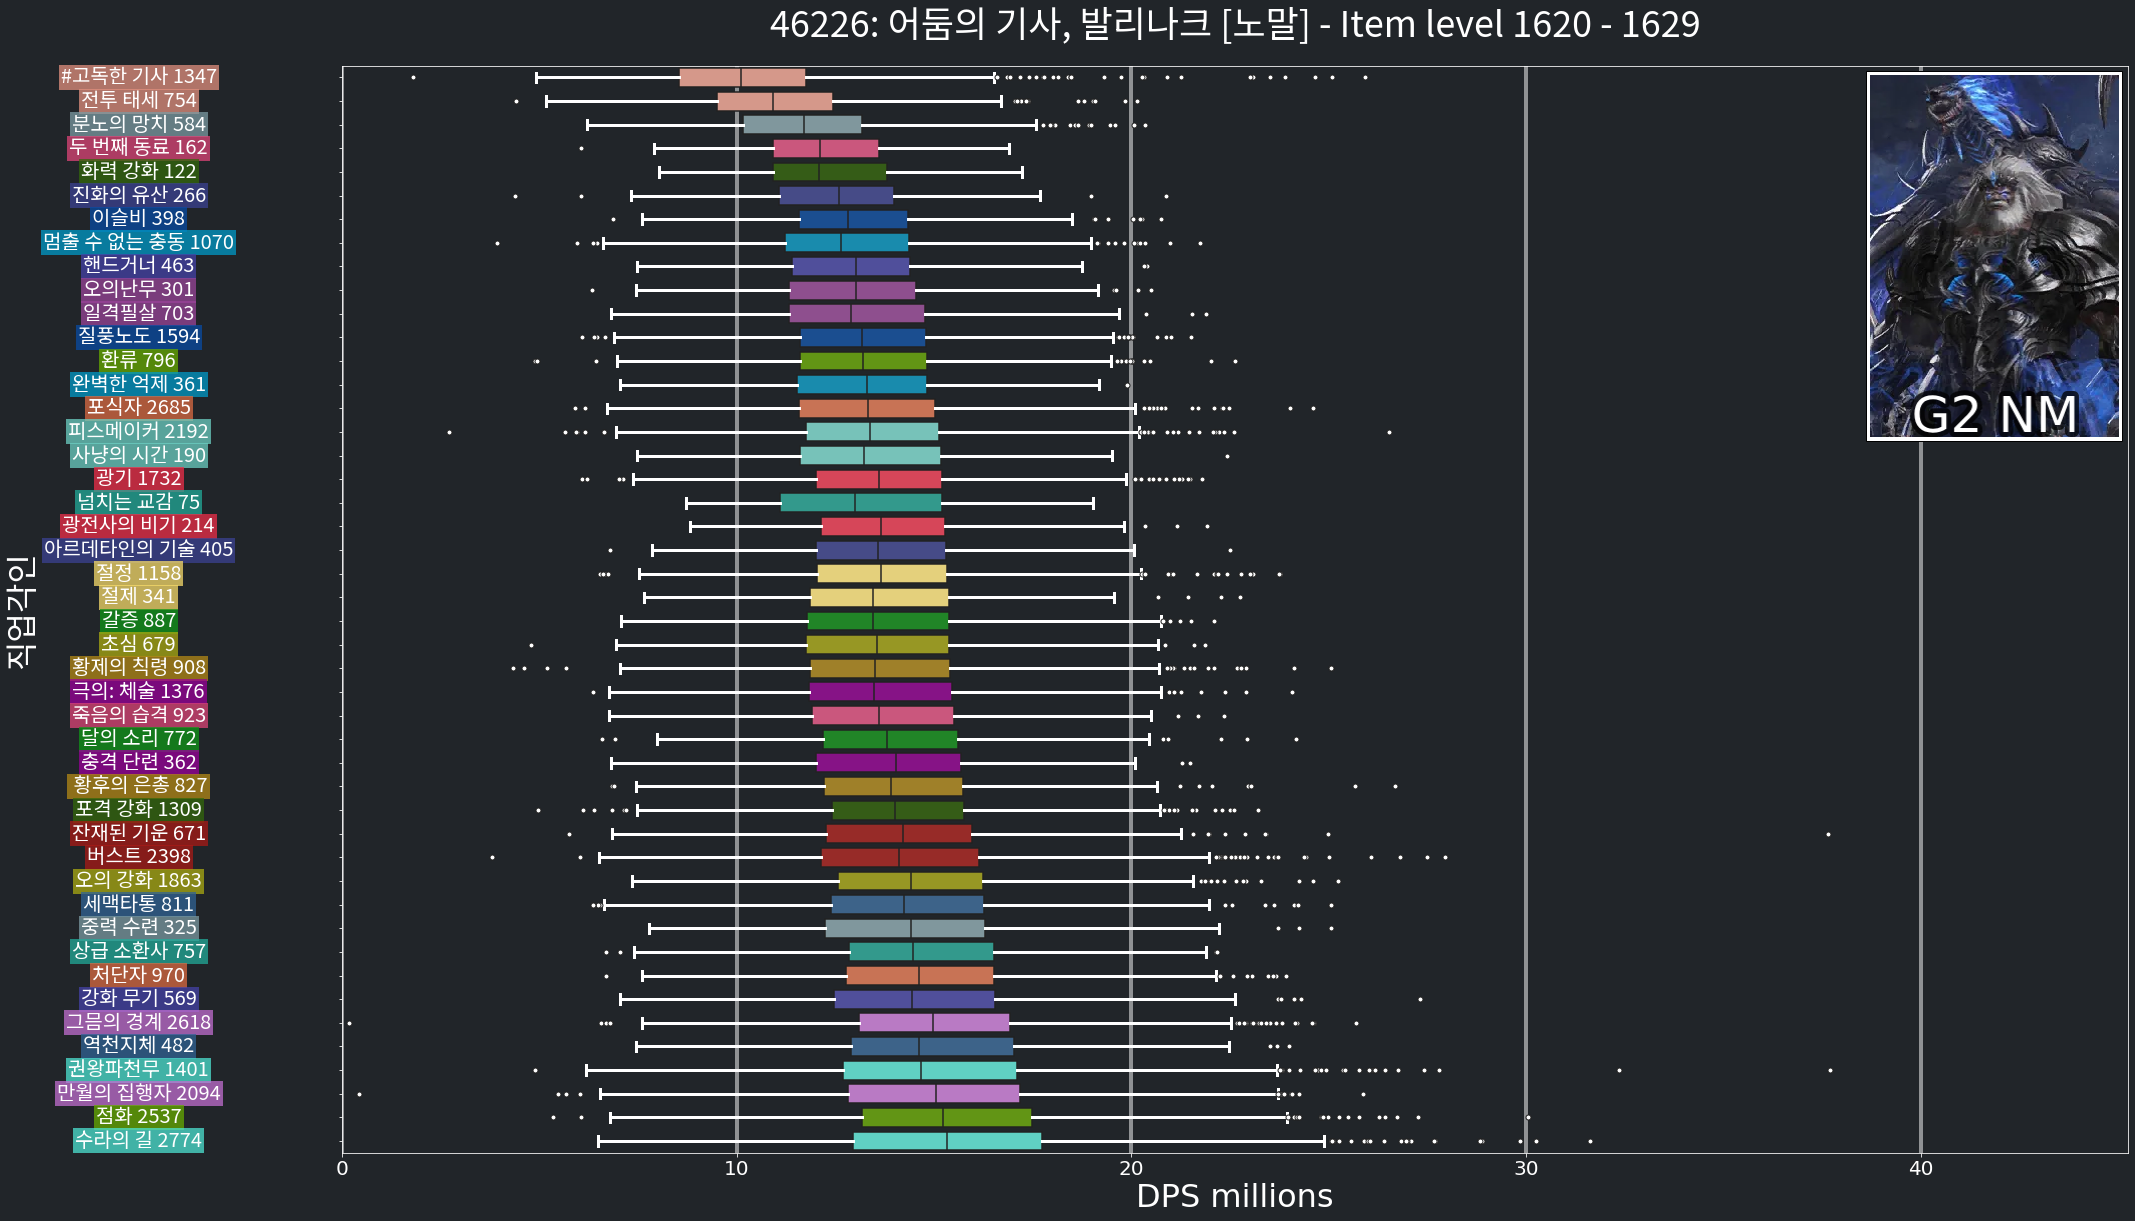 46226: 어둠의 기사, 발리나크 [노말] - Item level 1620 - 1629
#고독한 기사 1347
전투 태세 754
분노의 망치 584
두 번째 동료 162
화력 강화 122
진화의 유산 266
이슬비 398
멈출 수 없는 충동 1070
핸드거너 463
오의난무 301
일격필살 703
질풍노도 1594
환류 796
완벽한 억제 361
포식자 2685
피스메이커 2192
사냥의 시간 190
광기 1732
넘치는 교감 75
광전사의 비기 214
아르데타인의 기술 405
절정 1158
절제 341
갈증 887
초심 679
황제의 칙령 908
극의: 체술 1376
죽음의 습격 923
달의 소리 772
충격 단련 362
황후의 은총 827
포격 강화 1309
잔재된 기운 671
버스트 2398
오의 강화 1863
세맥타통 811
중력 수련 325
상급 소환사 757
처단자 970
강화 무기 569
그믐의 경계 2618
역천지체 482
권왕파천무 1401
만월의 집행자 2094
점화 2537
수라의 길 2774
직업각인
G2 NM
0 10 20 30 40
DPS millions